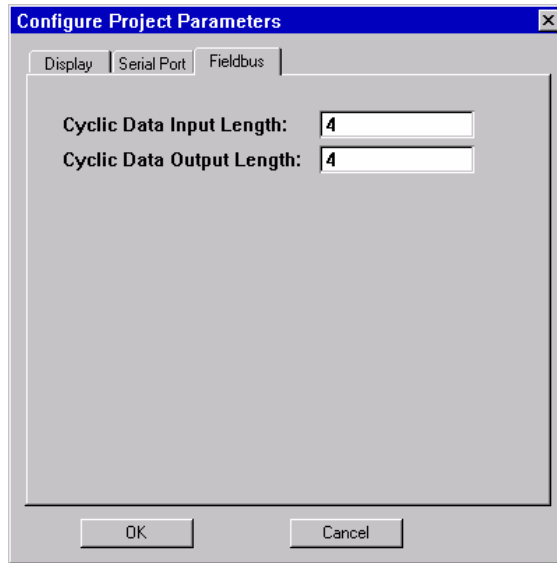 Configure Project Parameters
Display Serial Port Fieldbus
Cyclic Data Input Length: 4
Cyclic Data Output Length: 4
OK Cancel